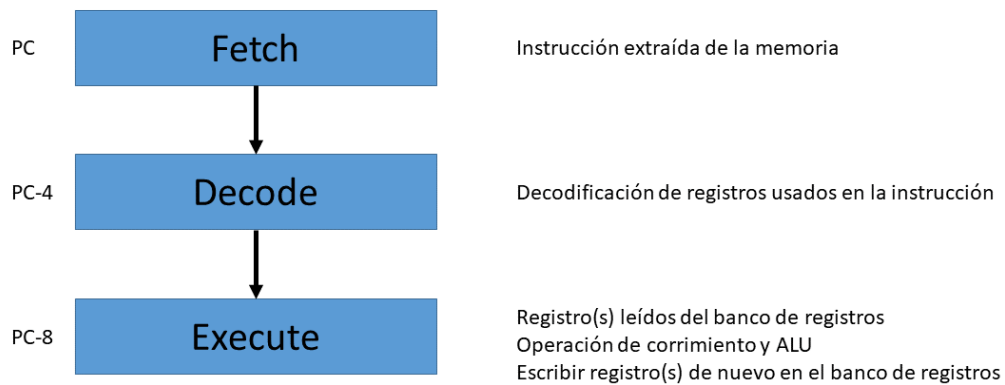 PC
Fetch
Instrucción extraída de la memoria
PC-4
Decode
Decodificación de registros usados en la instrucción
PC-8
Execute
Registro(s) leídos del banco de registros
Operación de corrimiento y ALU
Escribir registro(s) de nuevo en el banco de registros